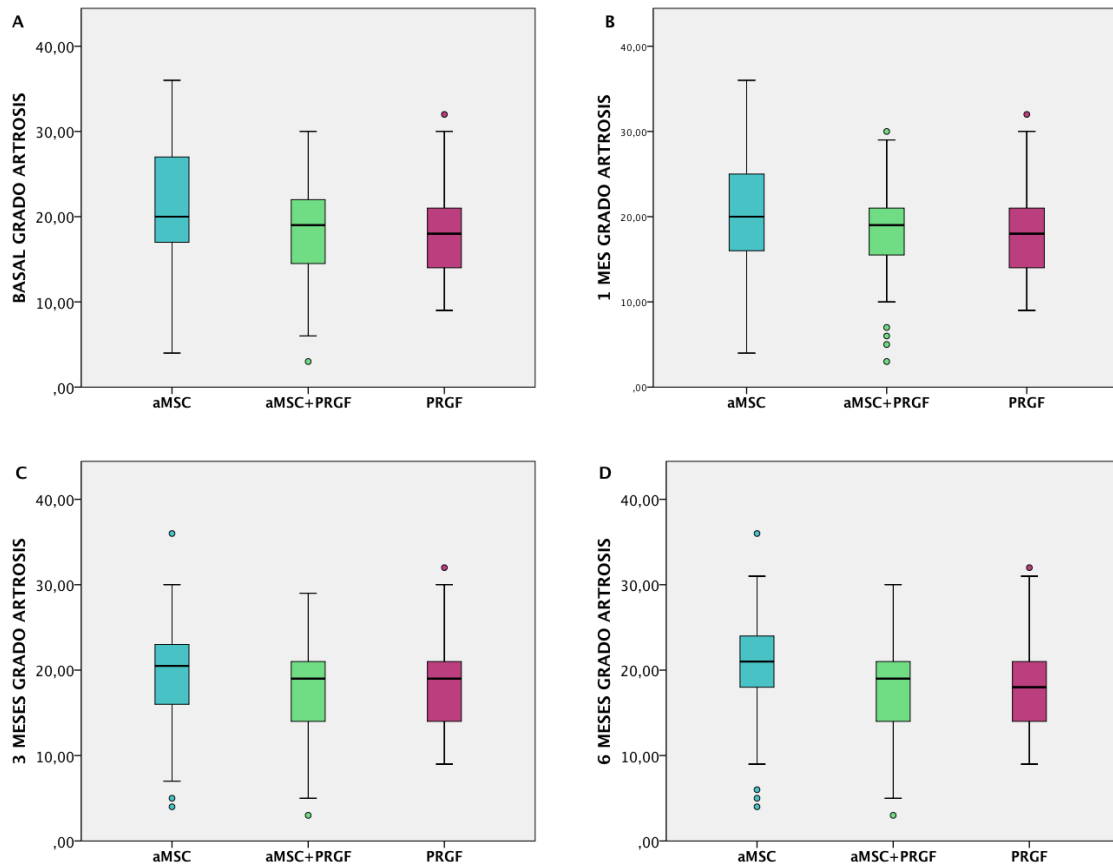 A
BASAL GRADO ARTROSIS
40,00
30,00
20,00
10,00
,00
aMSC aMSC+PRGF PRGF
B
1 MES GRADO ARTROSIS
40,00
30,00
20,00
10,00
,00
aMSC aMSC+PRGF PRGF
C
3 MESES GRADO ARTROSIS
40,00
30,00
20,00
10,00
,00
aMSC aMSC+PRGF PRGF
D
6 MESES GRADO ARTROSIS
40,00
30,00
20,00
10,00
,00
aMSC aMSC+PRGF PRGF